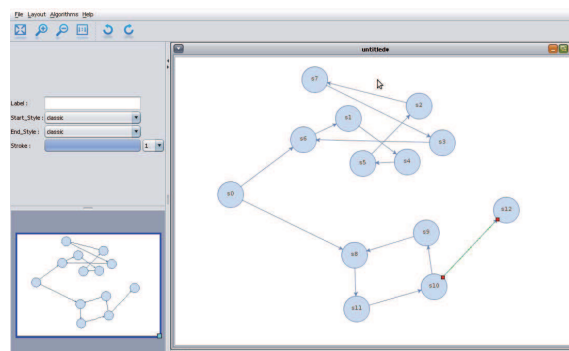 File Layout Algorithms Help
untitled*
Label :
Start_Style : classic
End_Style : classic
Stroke : 1
s7
s2
s1
s6
s3
s5
s4
s0
s12
s9
s8
s10
s11